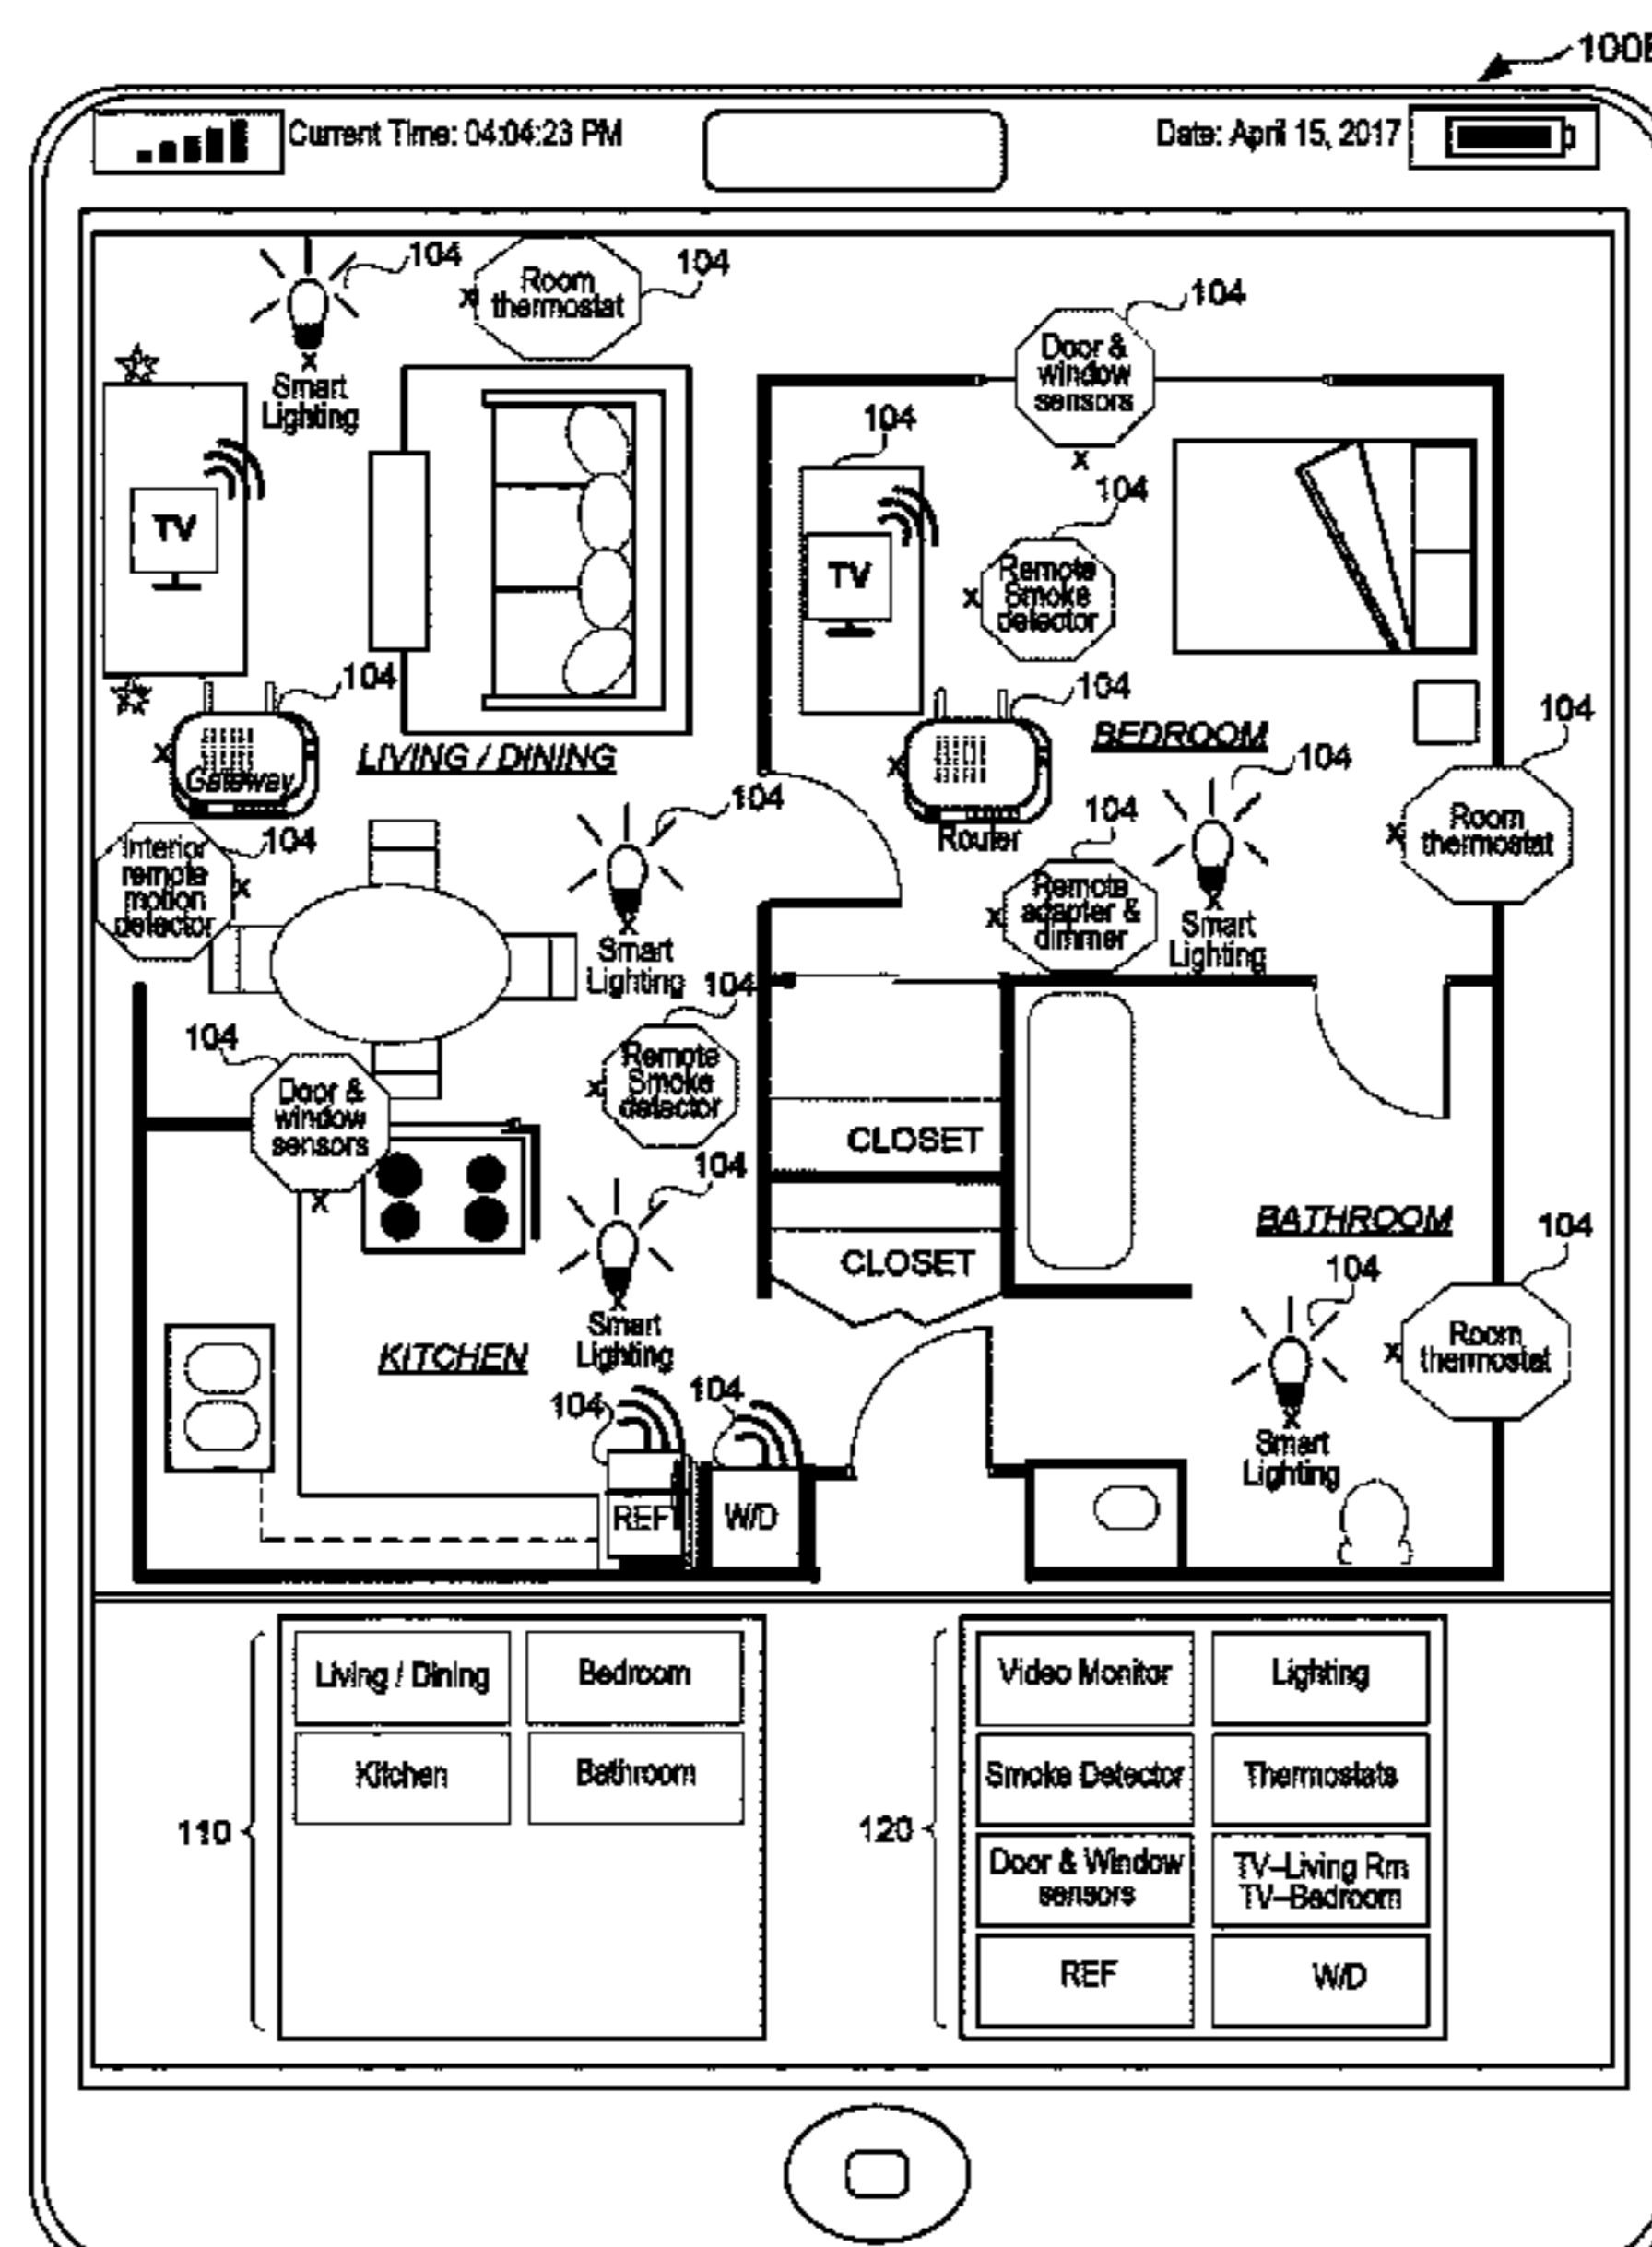 100B
Current Time: 04:04:23 PM
Date: April 15, 2017
104
Room
thermostat
104
Smart
Lighting
104
Door &
window
sensors
104
TV
104
TV
Remote
Smoke
detector
104
104
Gateway
LIVING / DINING
104
Router
BEDROOM
104
Room
thermostat
104
Interior
remote
motion
detector
104
Smart
Lighting
104
Remote
adapter &
dimmer
104
Smart
Lighting
104
Door &
window
sensors
104
Remote
Smoke
detector
CLOSET
CLOSET
104
Smart
Lighting
KITCHEN
BATHROOM
104
Room
thermostat
104
Smart
Lighting
104
REF
104
W/D
110
Living / Dining
Bedroom
Kitchen
Bathroom
120
Video Monitor
Lighting
Smoke Detector
Thermostats
Door & Window
sensors
TV–Living Rm
TV–Bedroom
REF
W/D